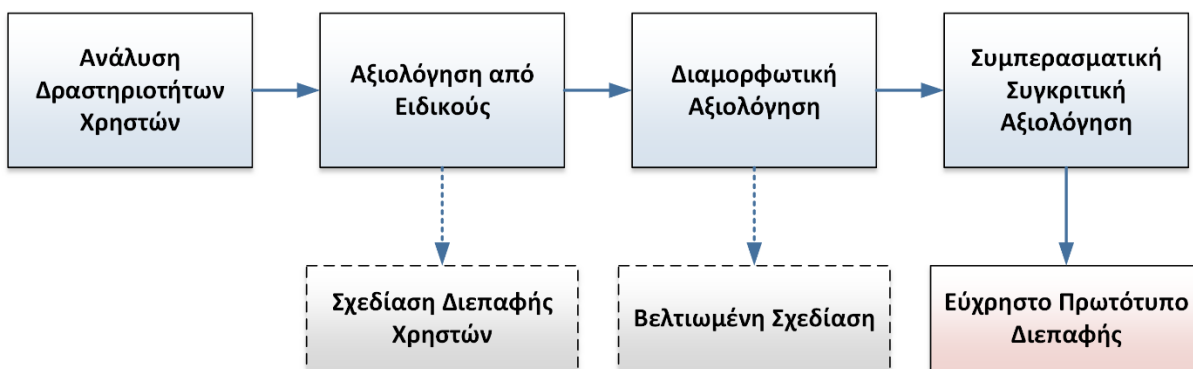 Ανάλυση
Δραστηριοτήτων
Χρηστών
Αξιολόγηση από
Ειδικούς
Διαμορφωτική
Αξιολόγηση
Συμπερασματική
Συγκριτική
Αξιολόγηση
Σχεδίαση Διεπαφής
Χρηστών
Βελτιωμένη Σχεδίαση
Εύχρηστο Πρωτότυπο
Διεπαφής